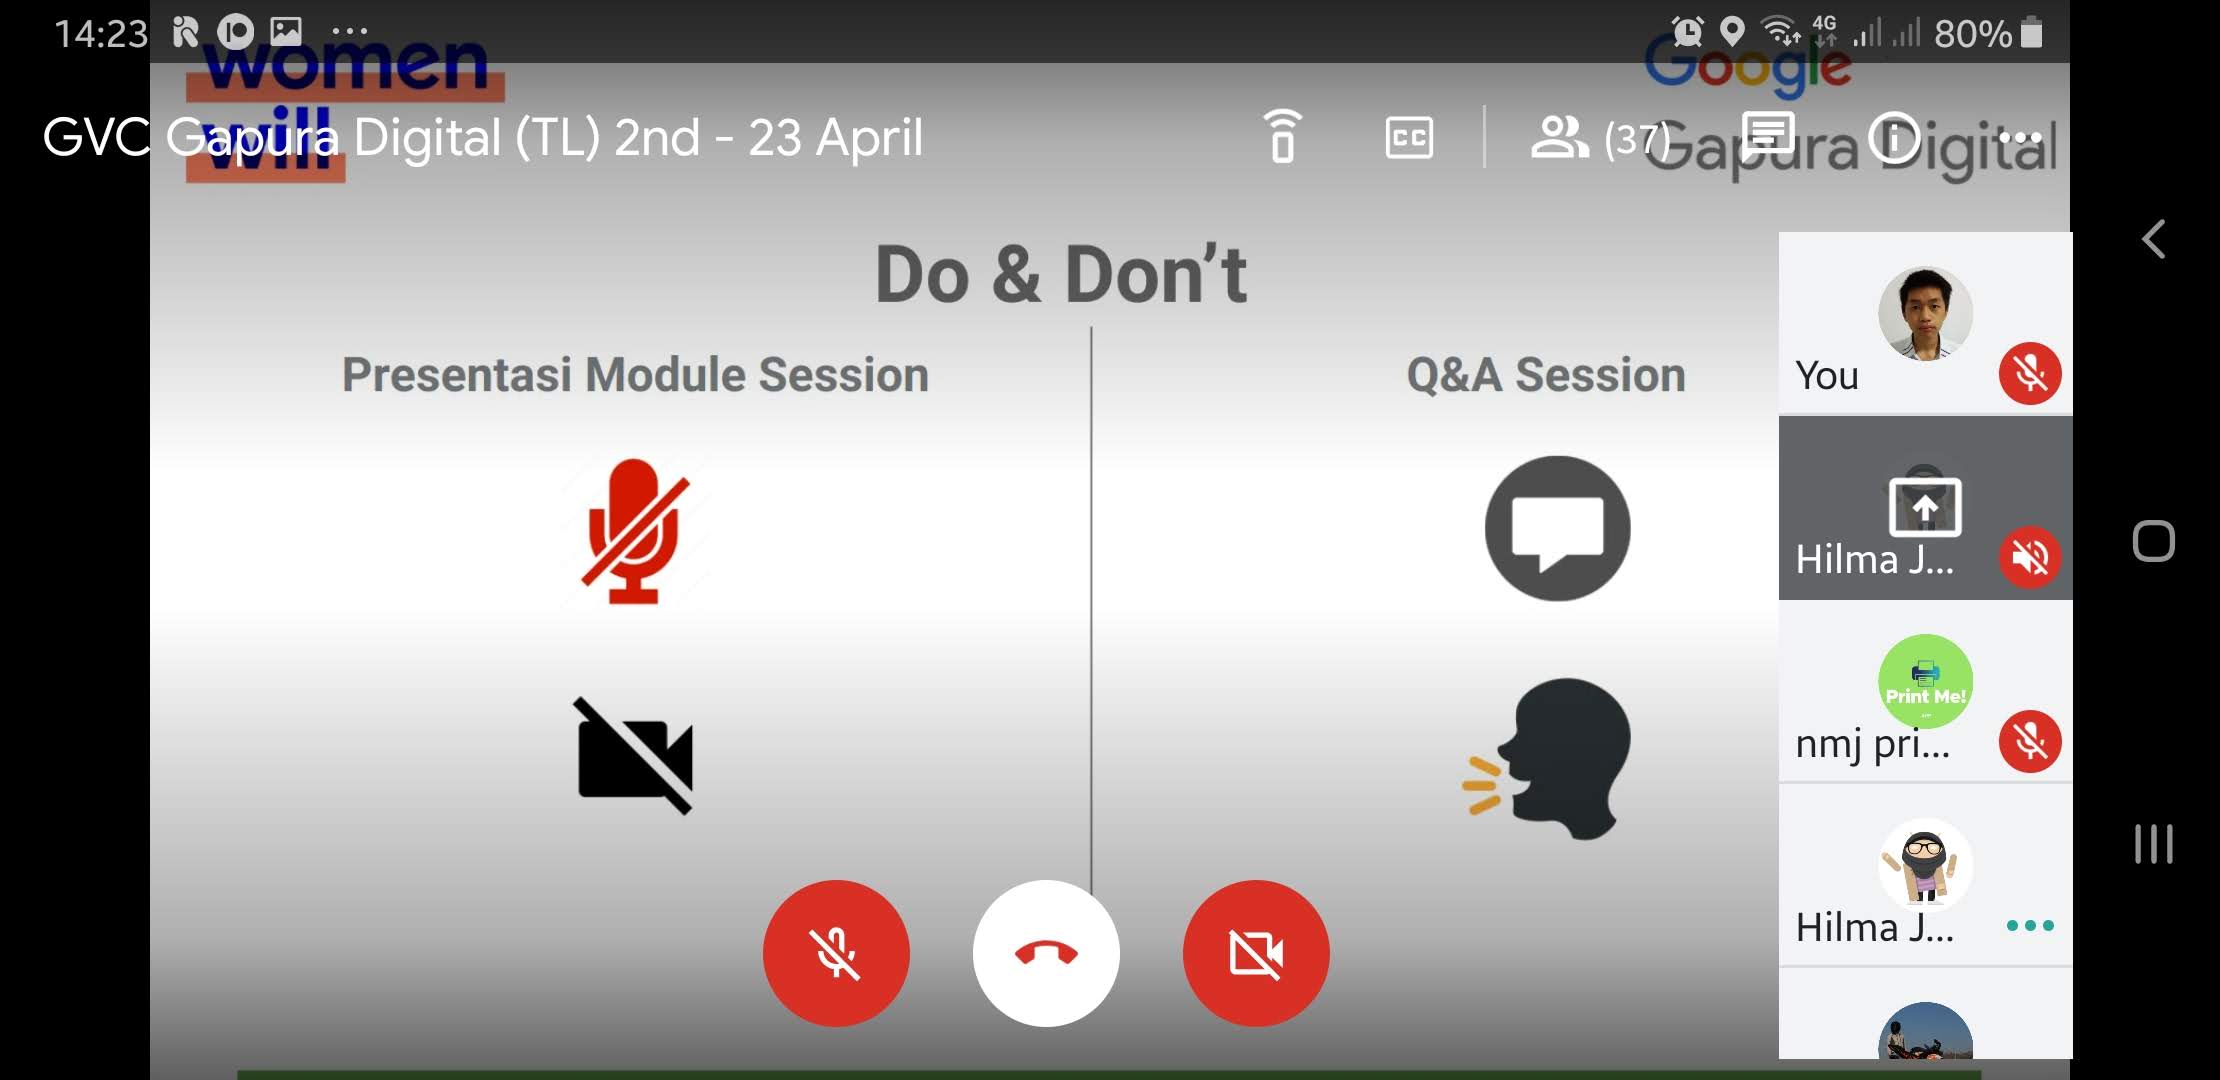 14:23
4G
80%
women
will
Google
Gapura Digital
GVC Gapura Digital (TL) 2nd - 23 April
CC
(37)
Do & Don't
Presentasi Module Session
Q&A Session
You
Hilma J...
Print Me!
nmj pri...
Hilma J...